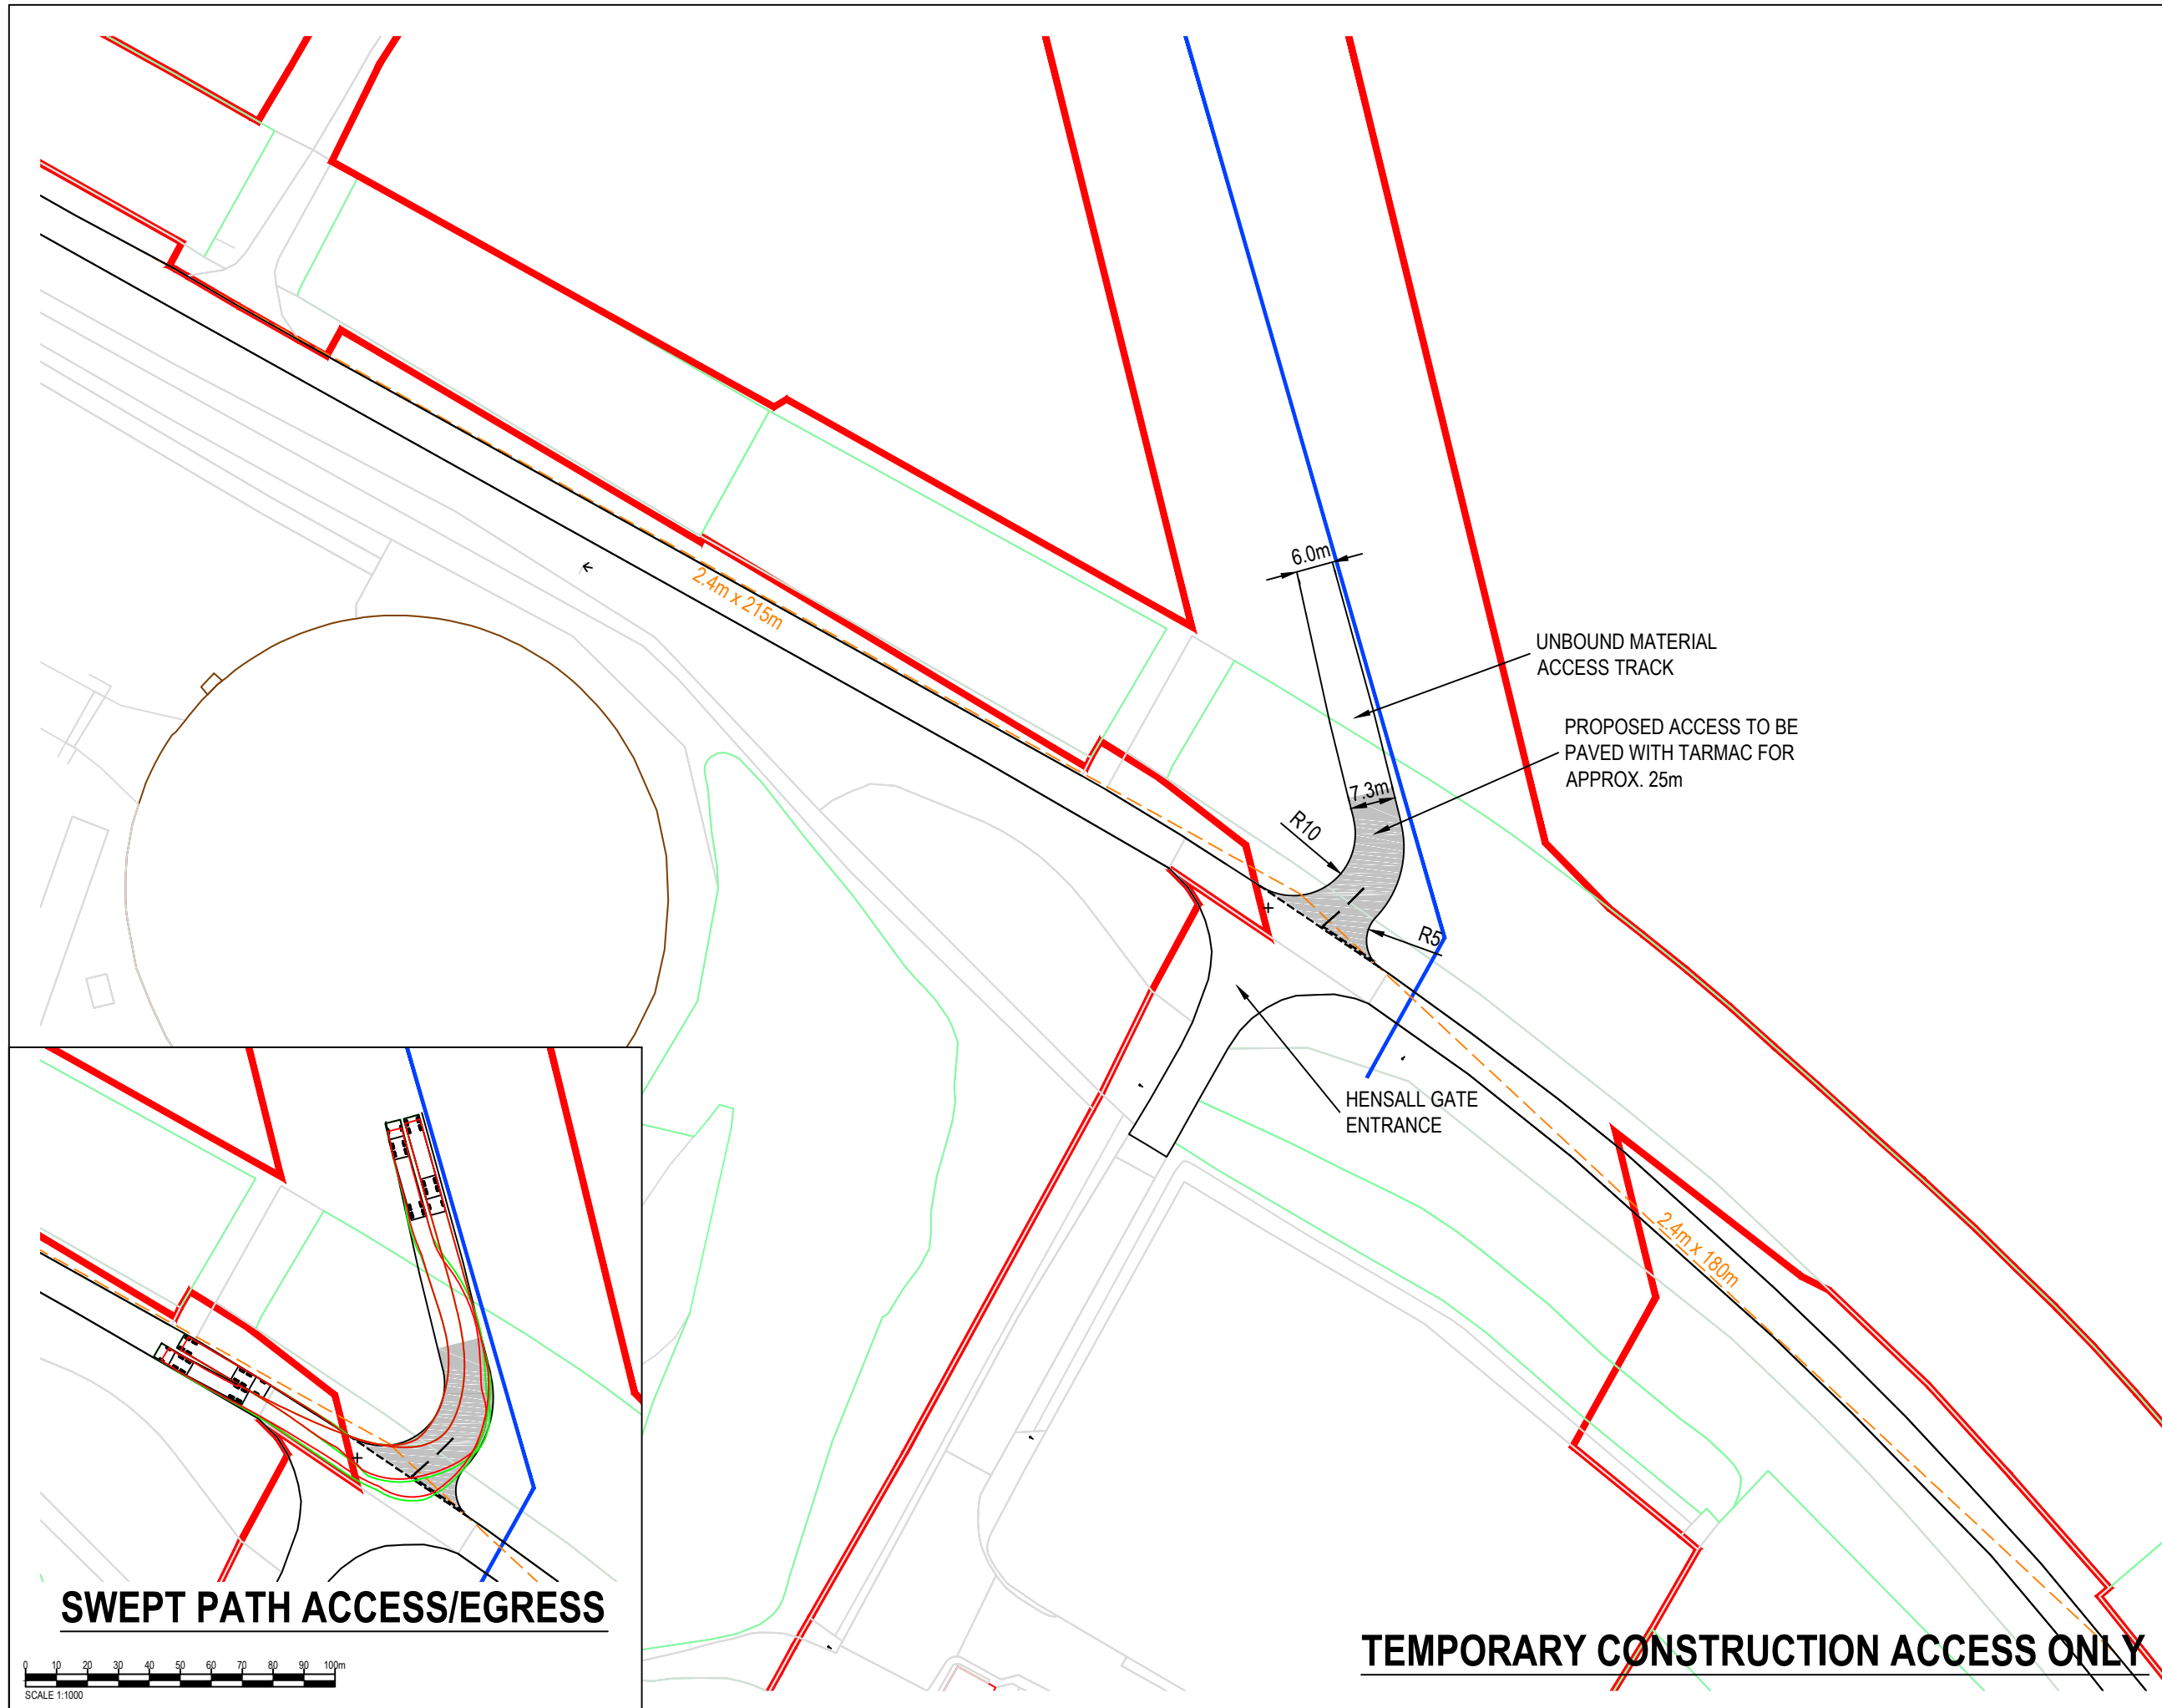 6.0m
UNBOUND MATERIAL
ACCESS TRACK
2.4m x 215m
PROPOSED ACCESS TO BE
PAVED WITH TARMAC FOR
APPROX. 25m
7.3m
R10
R5
HENSALL GATE
ENTRANCE
2.4m x 180m
SWEPT PATH ACCESS/EGRESS
0 10 20 30 40 50 60 70 80 90 100m
SCALE 1:1000
TEMPORARY CONSTRUCTION ACCESS ONLY